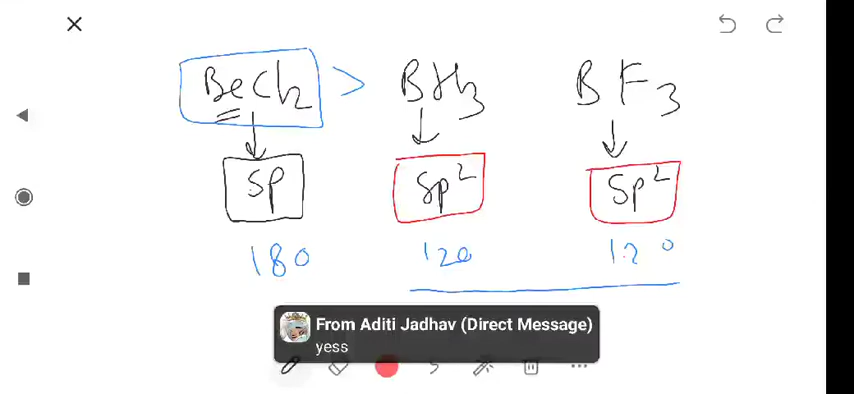 BeCl2 > BH3 BF3
sp sp2 sp2
180 120 120
From Aditi Jadhav (Direct Message)
yess